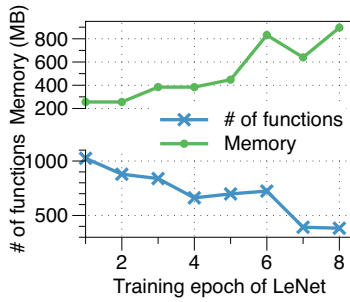 Memory (MB)
800
600
400
200
# of functions
Memory
# of functions
1000
500
2 4 6 8
Training epoch of LeNet